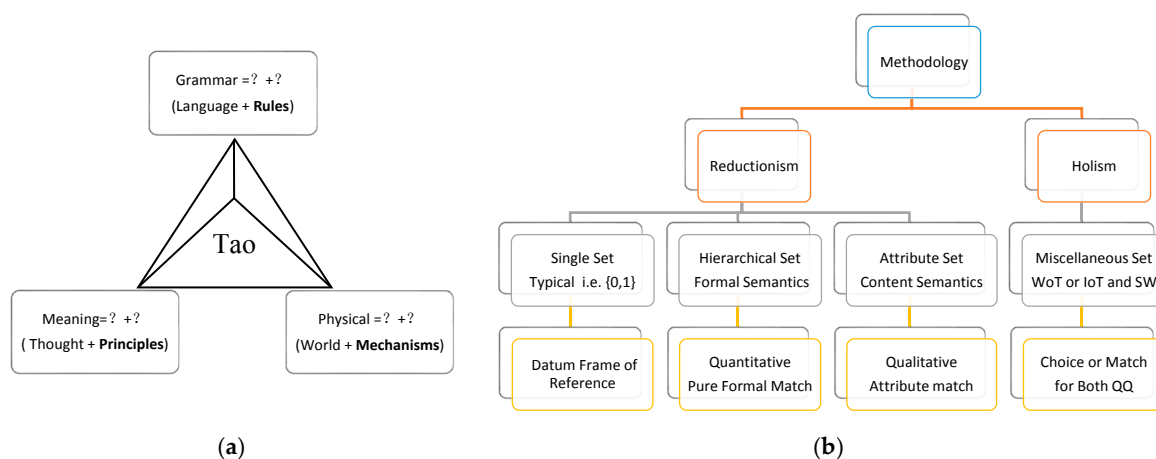 Grammar =？+？
(Language + Rules)
Tao
Meaning=？+？
( Thought + Principles)
Physical =？+？
(World + Mechanisms)
(a)
Methodology
Reductionism
Holism
Single Set
Typical i.e. {0,1}
Hierarchical Set
Formal Semantics
Attribute Set
Content Semantics
Miscellaneous Set
WoT or IoT and SW
Datum Frame of
Reference
Quantitative
Pure Formal Match
Qualitative
Attribute match
Choice or Match
for Both QQ
(b)